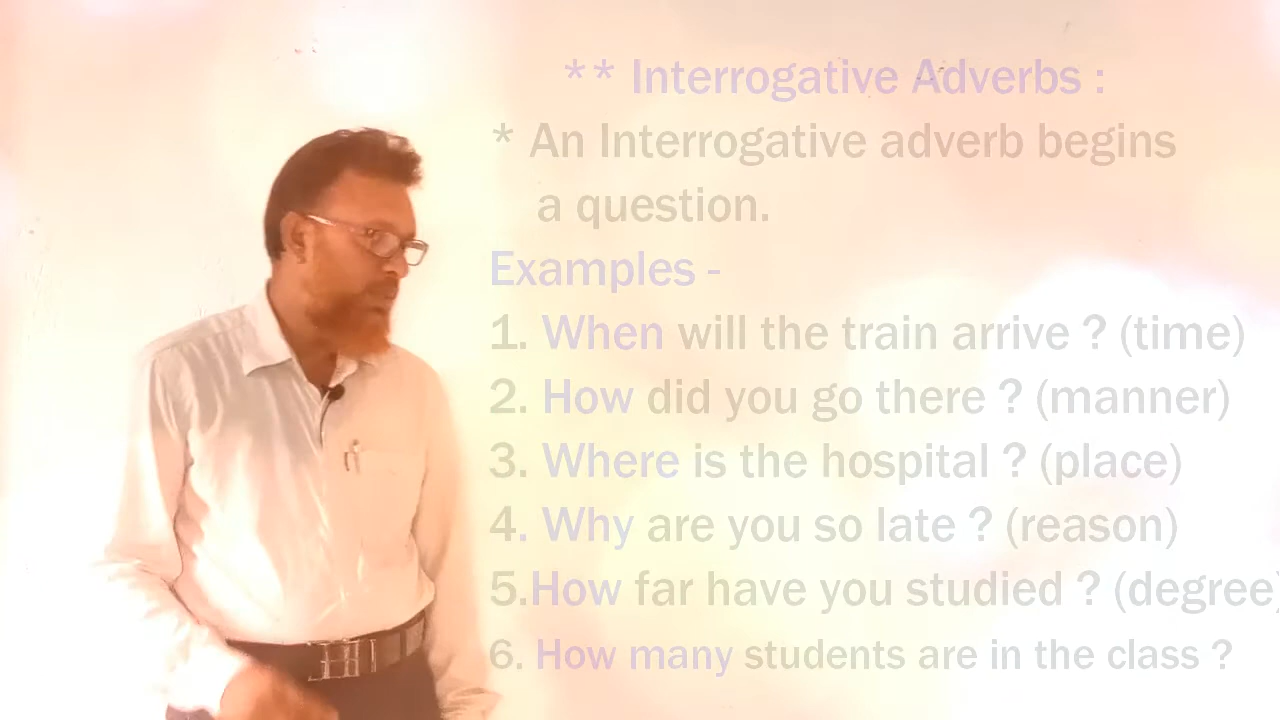 ** Interrogative Adverbs :
* An Interrogative adverb begins
a question.
Examples -
1. When will the train arrive ? (time)
2. How did you go there ? (manner)
3. Where is the hospital ? (place)
4. Why are you so late ? (reason)
5.How far have you studied ? (degree)
6. How many students are in the class ?